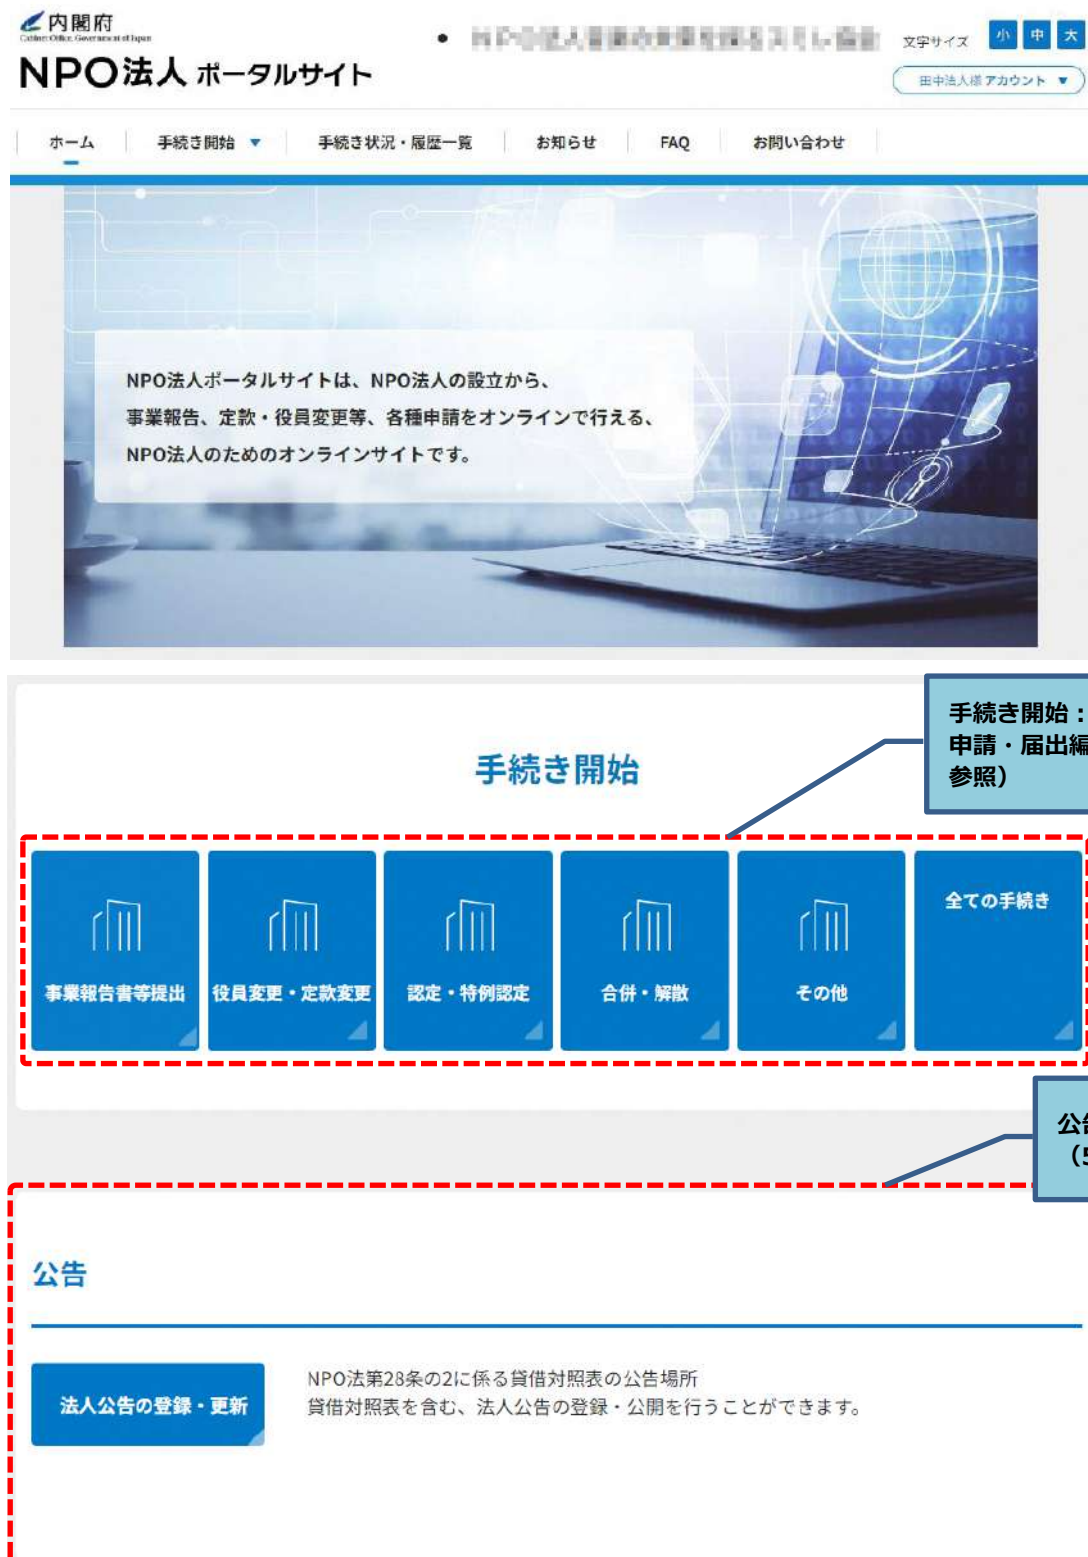 内閣府
Cabinet Office, Government of Japan
NPO法人 ポータルサイト
文字サイズ 小 中 大
田中法人様 アカウント ▼
ホーム 手続き開始 ▼ 手続き状況・履歴一覧 お知らせ FAQ お問い合わせ
NPO法人ポータルサイトは、NPO法人の設立から、
事業報告、定款・役員変更等、各種申請をオンラインで行える、
NPO法人のためのオンラインサイトです。
手続き開始：
申請・届出編
参照）
手続き開始
事業報告書等提出 役員変更・定款変更 認定・特例認定 合併・解散 その他 全ての手続き
公告
（5
公告
法人公告の登録・更新
NPO法第28条の2に係る貸借対照表の公告場所
貸借対照表を含む、法人公告の登録・公開を行うことができます。